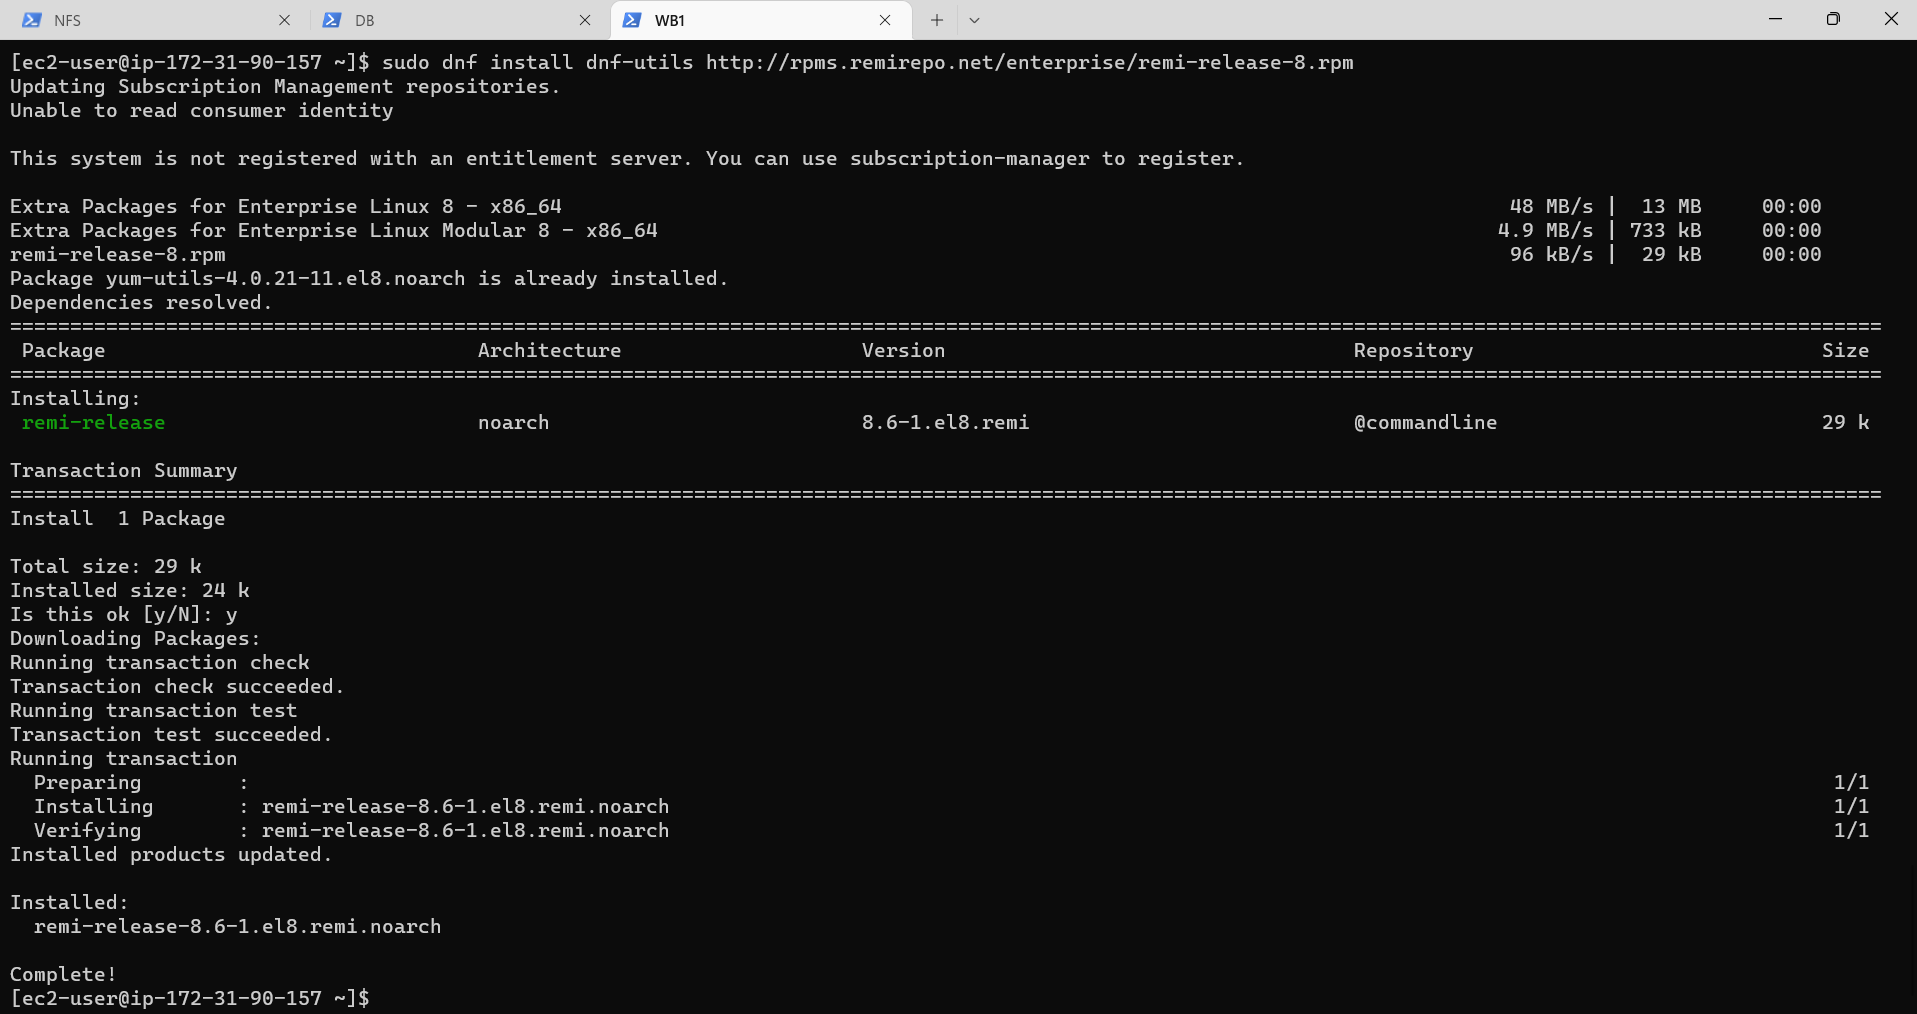 NFS DB WB1
[ec2-user@ip-172-31-90-157 ~]$ sudo dnf install dnf-utils http://rpms.remirepo.net/enterprise/remi-release-8.rpm
Updating Subscription Management repositories.
Unable to read consumer identity
This system is not registered with an entitlement server. You can use subscription-manager to register.
Extra Packages for Enterprise Linux 8 - x86_64 48 MB/s | 13 MB 00:00
Extra Packages for Enterprise Linux Modular 8 - x86_64 4.9 MB/s | 733 kB 00:00
remi-release-8.rpm 96 kB/s | 29 kB 00:00
Package yum-utils-4.0.21-11.el8.noarch is already installed.
Dependencies resolved.
============================================================================================================================================================
Package Architecture Version Repository Size
============================================================================================================================================================
Installing:
remi-release noarch 8.6-1.el8.remi @commandline 29 k
Transaction Summary
============================================================================================================================================================
Install 1 Package
Total size: 29 k
Installed size: 24 k
Is this ok [y/N]: y
Downloading Packages:
Running transaction check
Transaction check succeeded.
Running transaction test
Transaction test succeeded.
Running transaction
Preparing : 1/1
Installing : remi-release-8.6-1.el8.remi.noarch 1/1
Verifying : remi-release-8.6-1.el8.remi.noarch 1/1
Installed products updated.
Installed:
remi-release-8.6-1.el8.remi.noarch
Complete!
[ec2-user@ip-172-31-90-157 ~]$